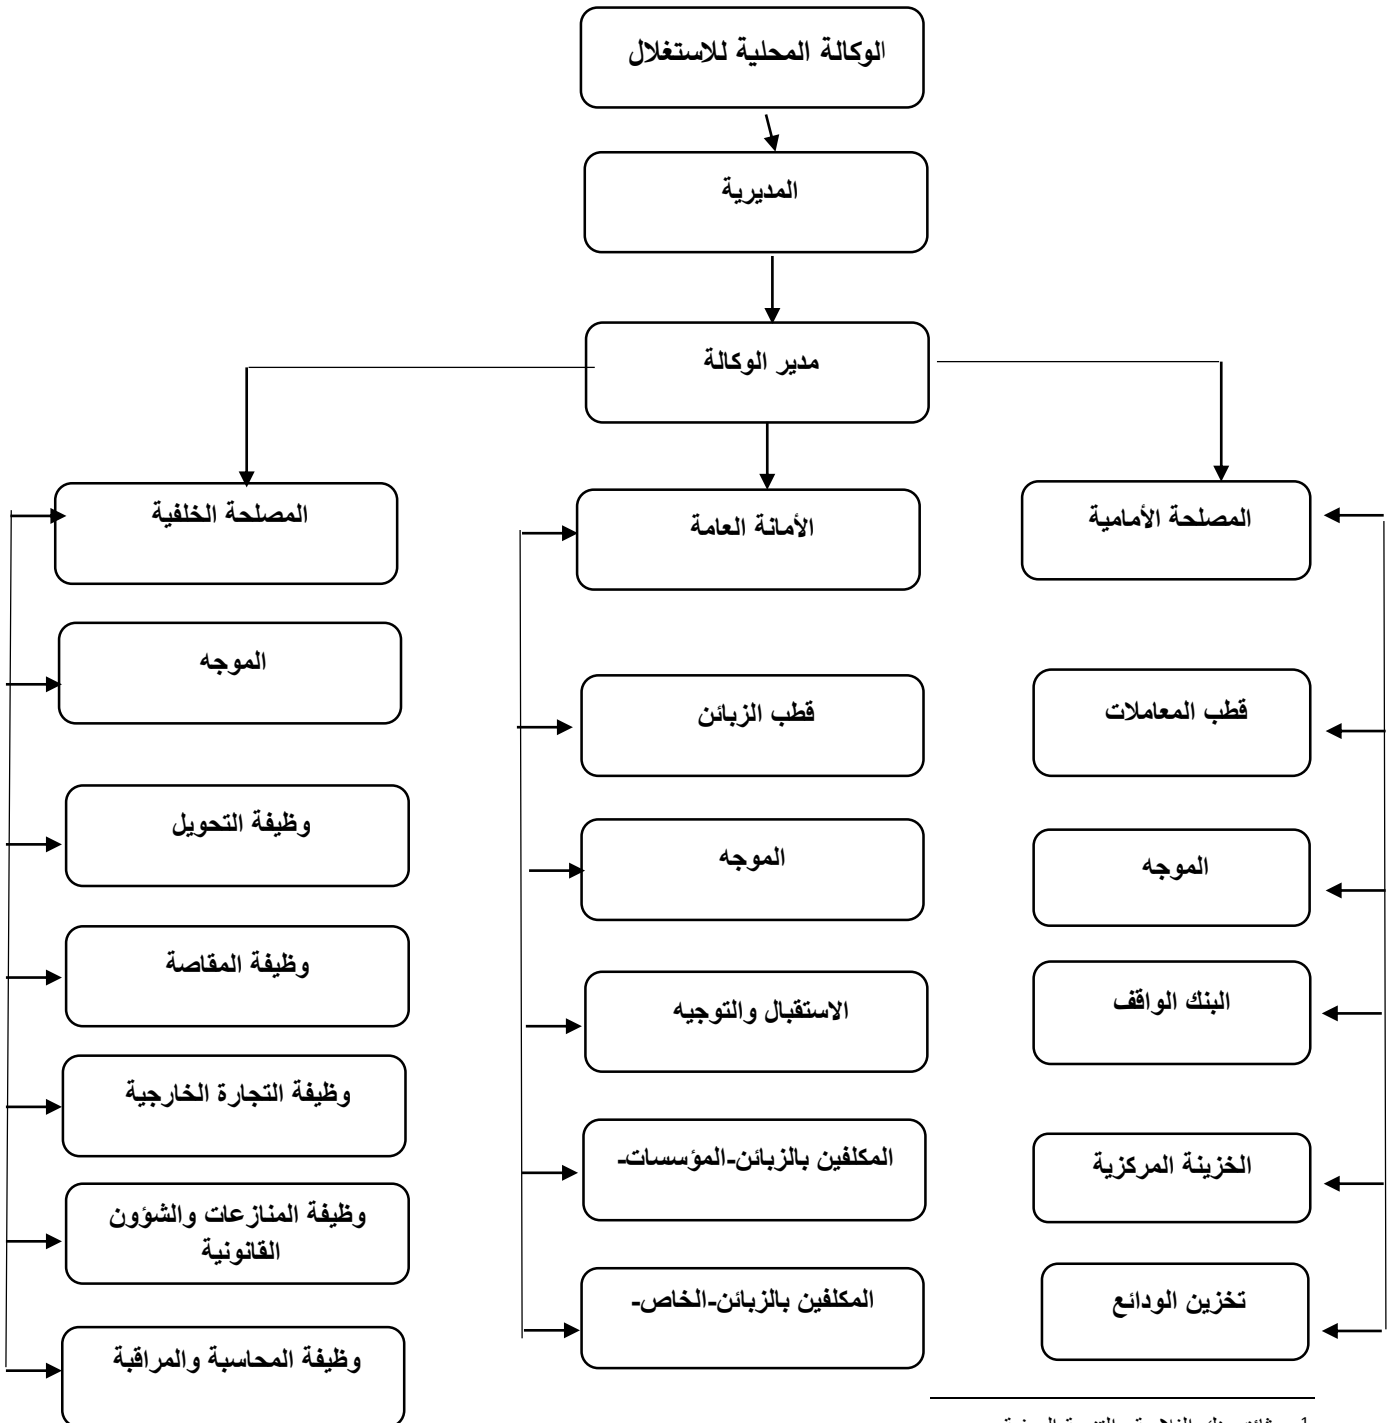 الوكالة المحلية للاستغلال
المديرية
مدير الوكالة
المصلحة الأمامية
الأمانة العامة
المصلحة الخلفية
قطب المعاملات
الموجه
البنك الواقف
الخزينة المركزية
تخزين الودائع
قطب الزبائن
الموجه
الاستقبال والتوجيه
المكلفين بالزبائن-المؤسسات-
المكلفين بالزبائن-الخاص-
الموجه
وظيفة التحويل
وظيفة المقاصة
وظيفة التجارة الخارجية
وظيفة المنازعات والشؤون
القانونية
وظيفة المحاسبة والمراقبة